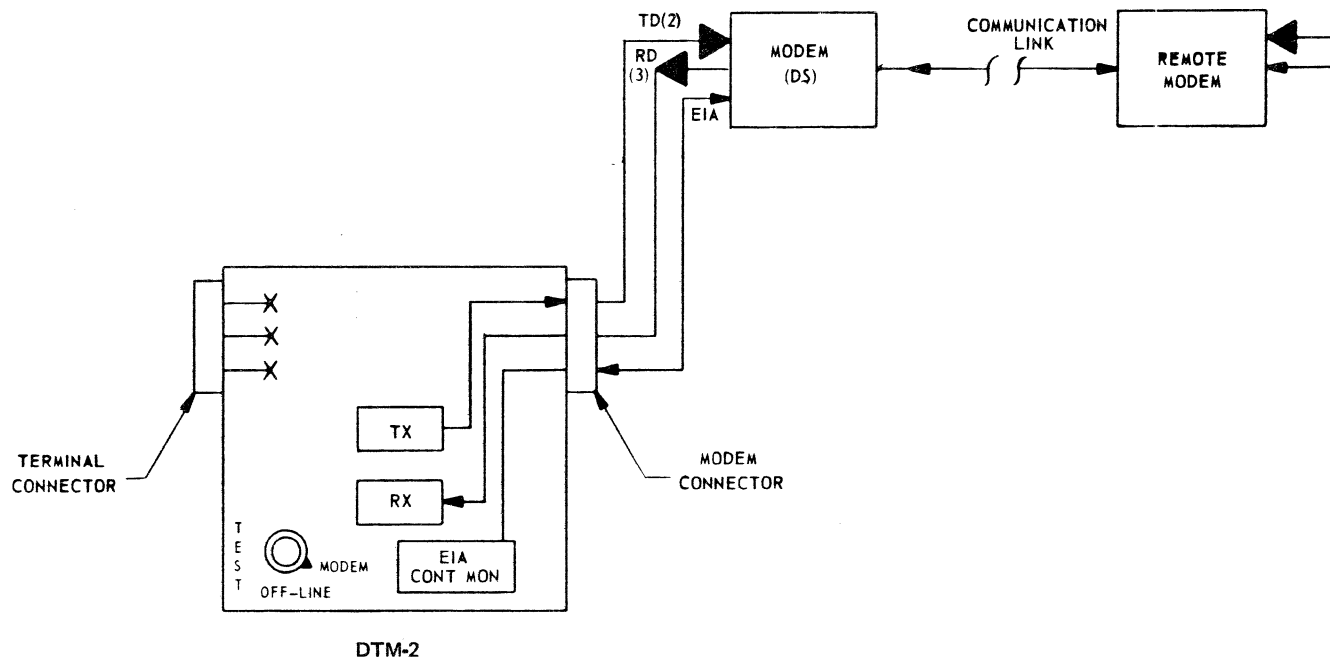 TD(2)
RD
(3)
EIA
MODEM
(DS)
COMMUNICATION
LINK
REMOTE
MODEM
TERMINAL
CONNECTOR
TX
RX
EIA
CONT MON
TEST
MODEM
OFF-LINE
MODEM
CONNECTOR
DTM-2